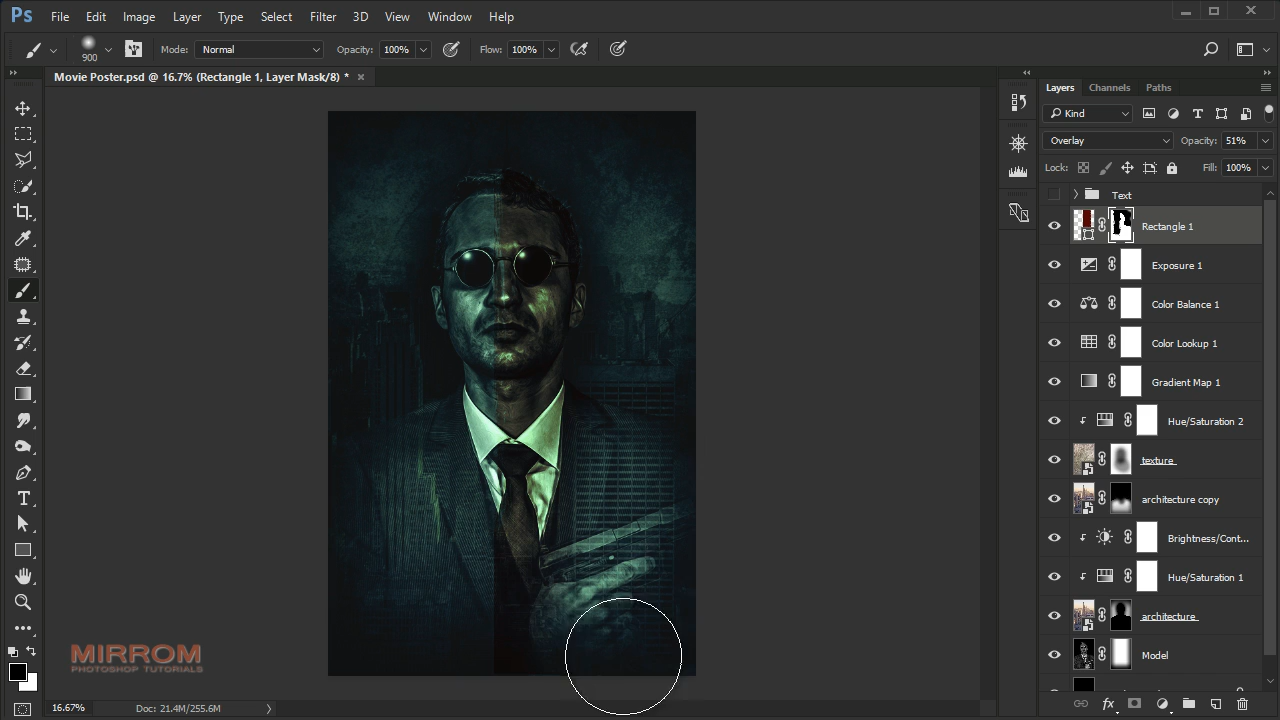 Ps File Edit Image Layer Type Select Filter 3D View Window Help
900 Mode: Normal Opacity: 100% Flow: 100%
Movie Poster.psd @ 16.7% (Rectangle 1, Layer Mask/8) * ×
Layers Channels Paths
Kind
Overlay Opacity: 51%
Lock: Fill: 100%
Text
Rectangle 1
Exposure 1
Color Balance 1
Color Lookup 1
Gradient Map 1
Hue/Saturation 2
texture
architecture copy
Brightness/Cont...
Hue/Saturation 1
architecture
Model
MIRROM
PHOTOSHOP TUTORIALS
16.67% Doc: 21.4M/255.6M
fx